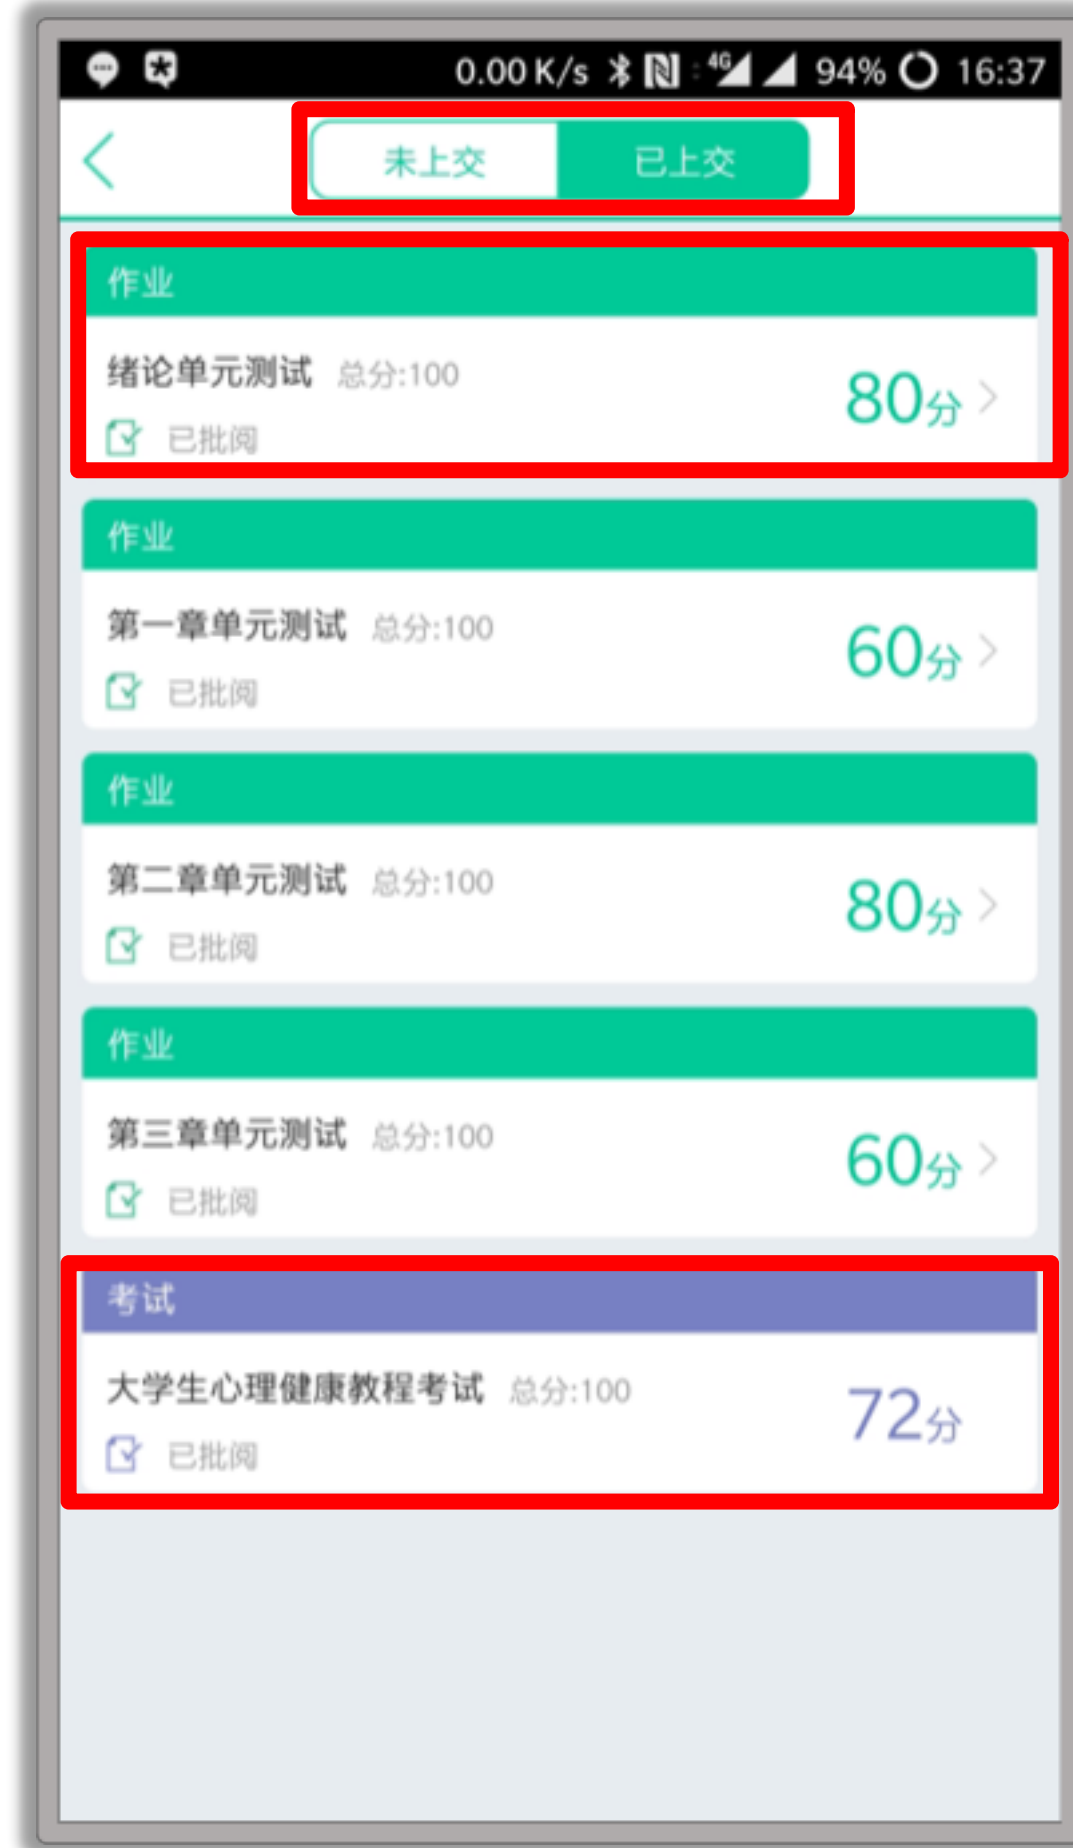 0.00 K/s 4G 94% 16:37
未上交 已上交
作业
绪论单元测试 总分:100
80分
已批阅
作业
第一章单元测试 总分:100
60分
已批阅
作业
第二章单元测试 总分:100
80分
已批阅
作业
第三章单元测试 总分:100
60分
已批阅
考试
大学生心理健康教程考试 总分:100
72分
已批阅